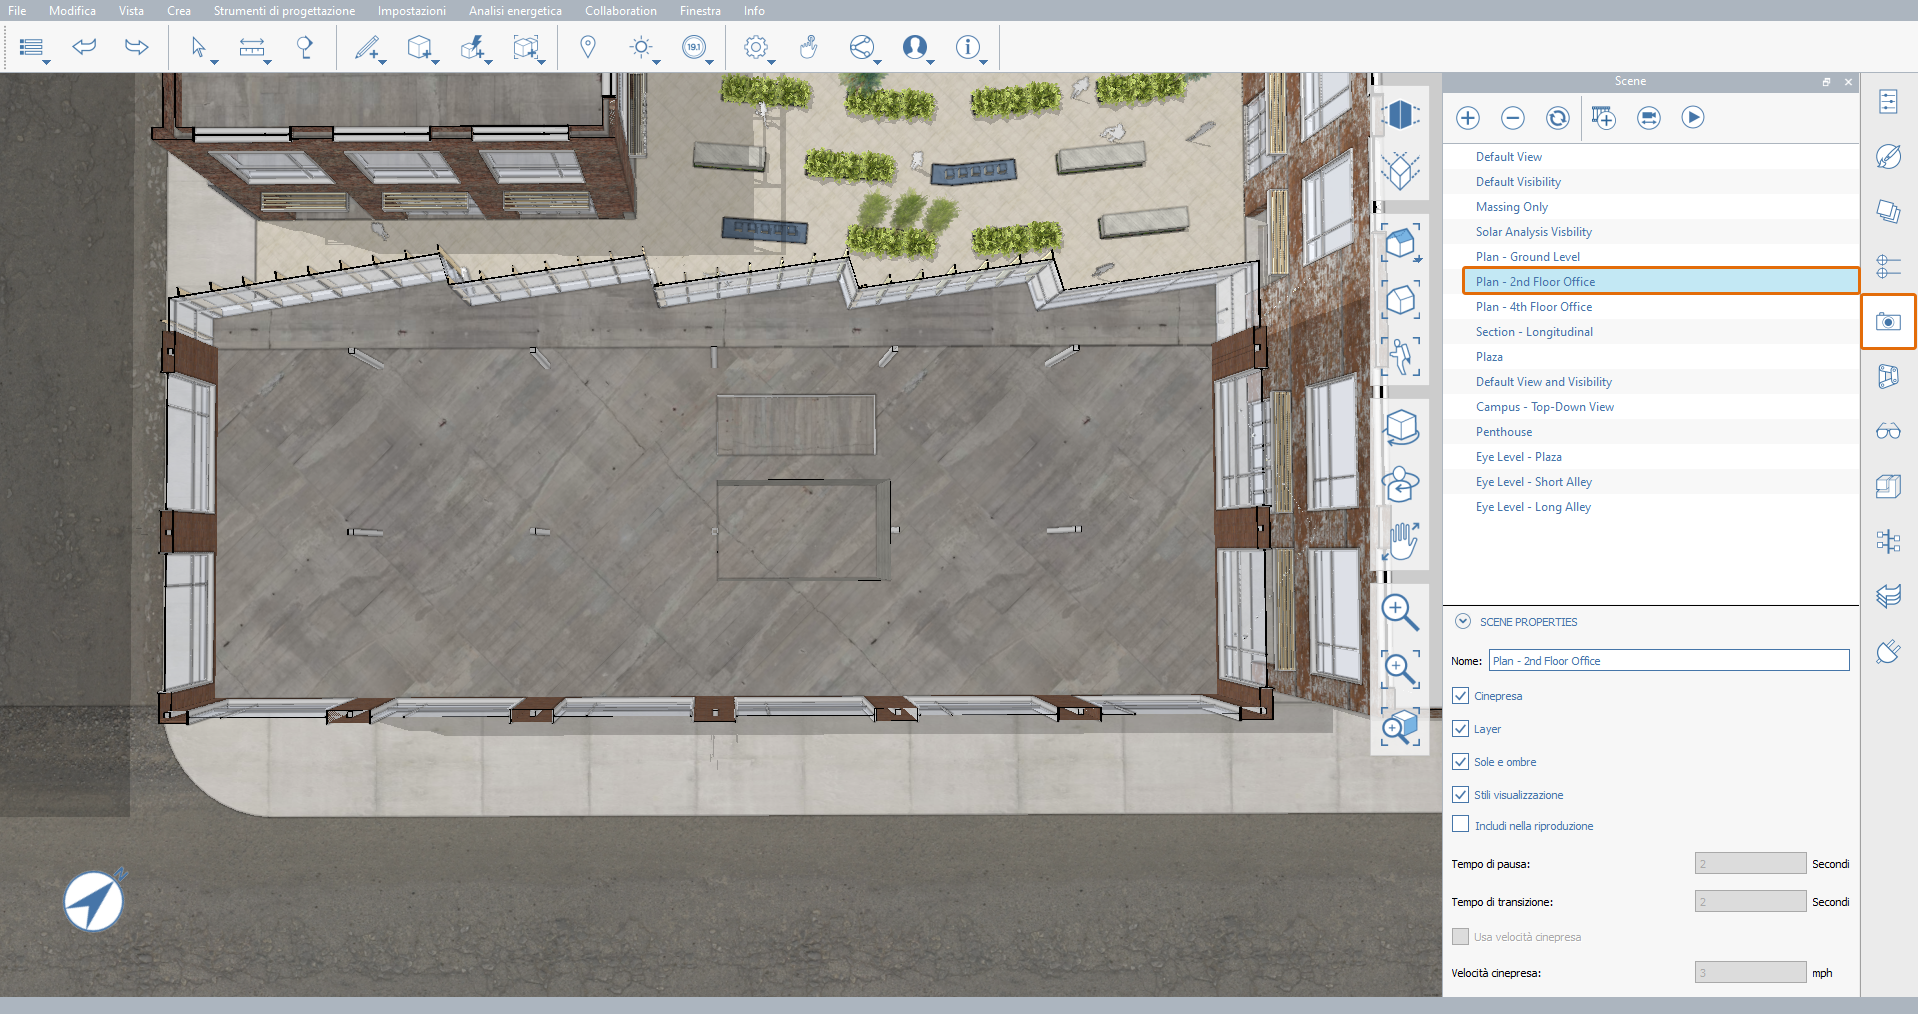 File Modifica Vista Crea Strumenti di progettazione Impostazioni Analisi energetica Collaboration Finestra Info
19.1
Scene
Default View
Default Visibility
Massing Only
Solar Analysis Visbility
Plan - Ground Level
Plan - 2nd Floor Office
Plan - 4th Floor Office
Section - Longitudinal
Plaza
Default View and Visibility
Campus - Top-Down View
Penthouse
Eye Level - Plaza
Eye Level - Short Alley
Eye Level - Long Alley
SCENE PROPERTIES
Nome: Plan - 2nd Floor Office
Cinepresa
Layer
Sole e ombre
Stili visualizzazione
Includi nella riproduzione
Tempo di pausa: 2 Secondi
Tempo di transizione: 2 Secondi
Usa velocità cinepresa
Velocità cinepresa: 3 mph
N